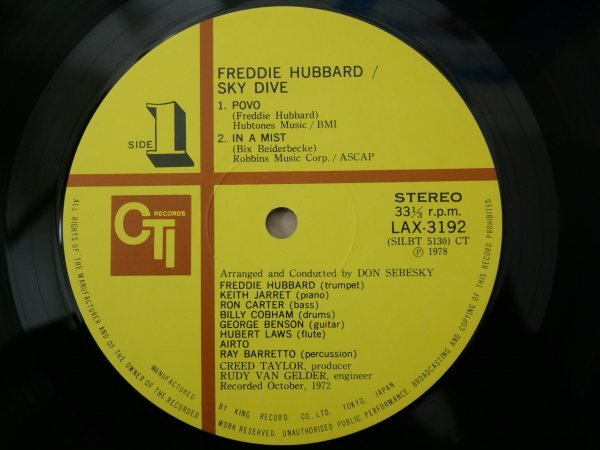 FREDDIE HUBBARD /
SKY DIVE
1. POVO
(Freddie Hubbard)
Hubtones Music / BMI
2. IN A MIST
(Bix Beiderbecke)
Robbins Music Corp. / ASCAP
SIDE 1
CTI RECORDS
STEREO
33⅓ r.p.m.
LAX-3192
(SILBT 5130) CT
Ⓟ 1978
Arranged and Conducted by DON SEBESKY
FREDDIE HUBBARD (trumpet)
KEITH JARRET (piano)
RON CARTER (bass)
BILLY COBHAM (drums)
GEORGE BENSON (guitar)
HUBERT LAWS (flute)
AIRTO
RAY BARRETTO (percussion)
CREED TAYLOR, producer
RUDY VAN GELDER, engineer
Recorded October, 1972
MANUFACTURED BY KING RECORD CO., LTD. TOKYO, JAPAN
ALL RIGHTS OF THE MANUFACTURER AND OF THE OWNER OF THE RECORDED WORK RESERVED. UNAUTHORISED PUBLIC PERFORMANCE, BROADCASTING AND COPYING OF THIS RECORD PROHIBITED